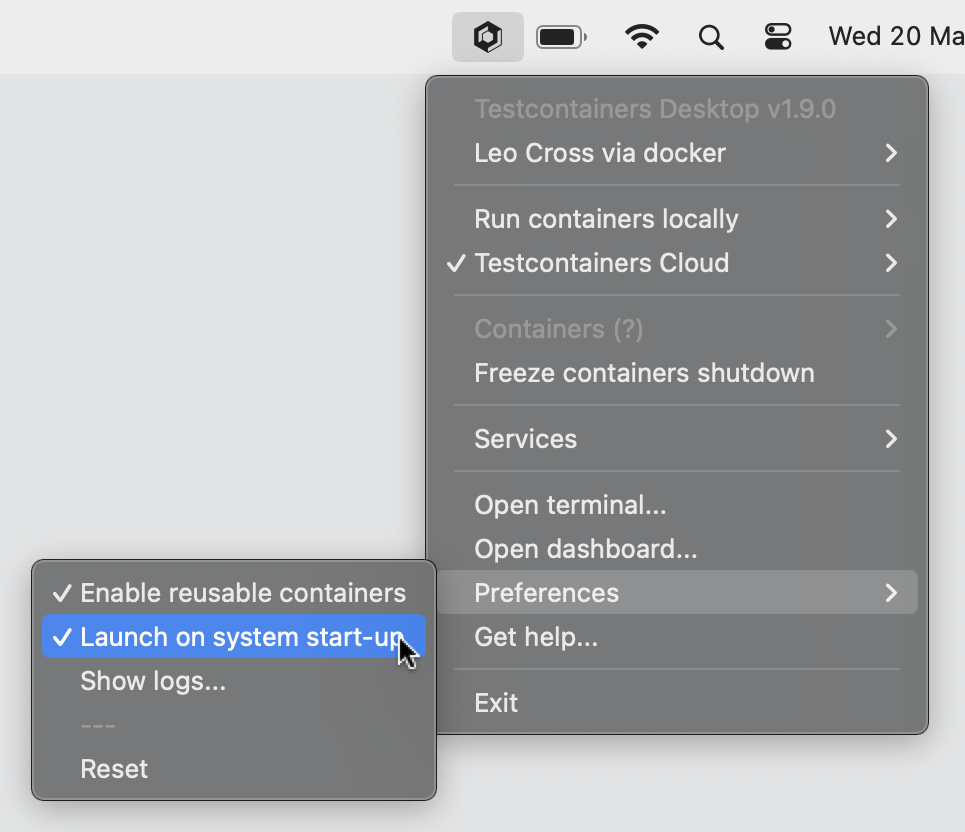 Wed 20 Ma
Testcontainers Desktop v1.9.0
Leo Cross via docker
Run containers locally
Testcontainers Cloud
Containers (?)
Freeze containers shutdown
Services
Open terminal...
Open dashboard...
Preferences
Get help...
Exit
Enable reusable containers
Launch on system start-up
Show logs...
---
Reset